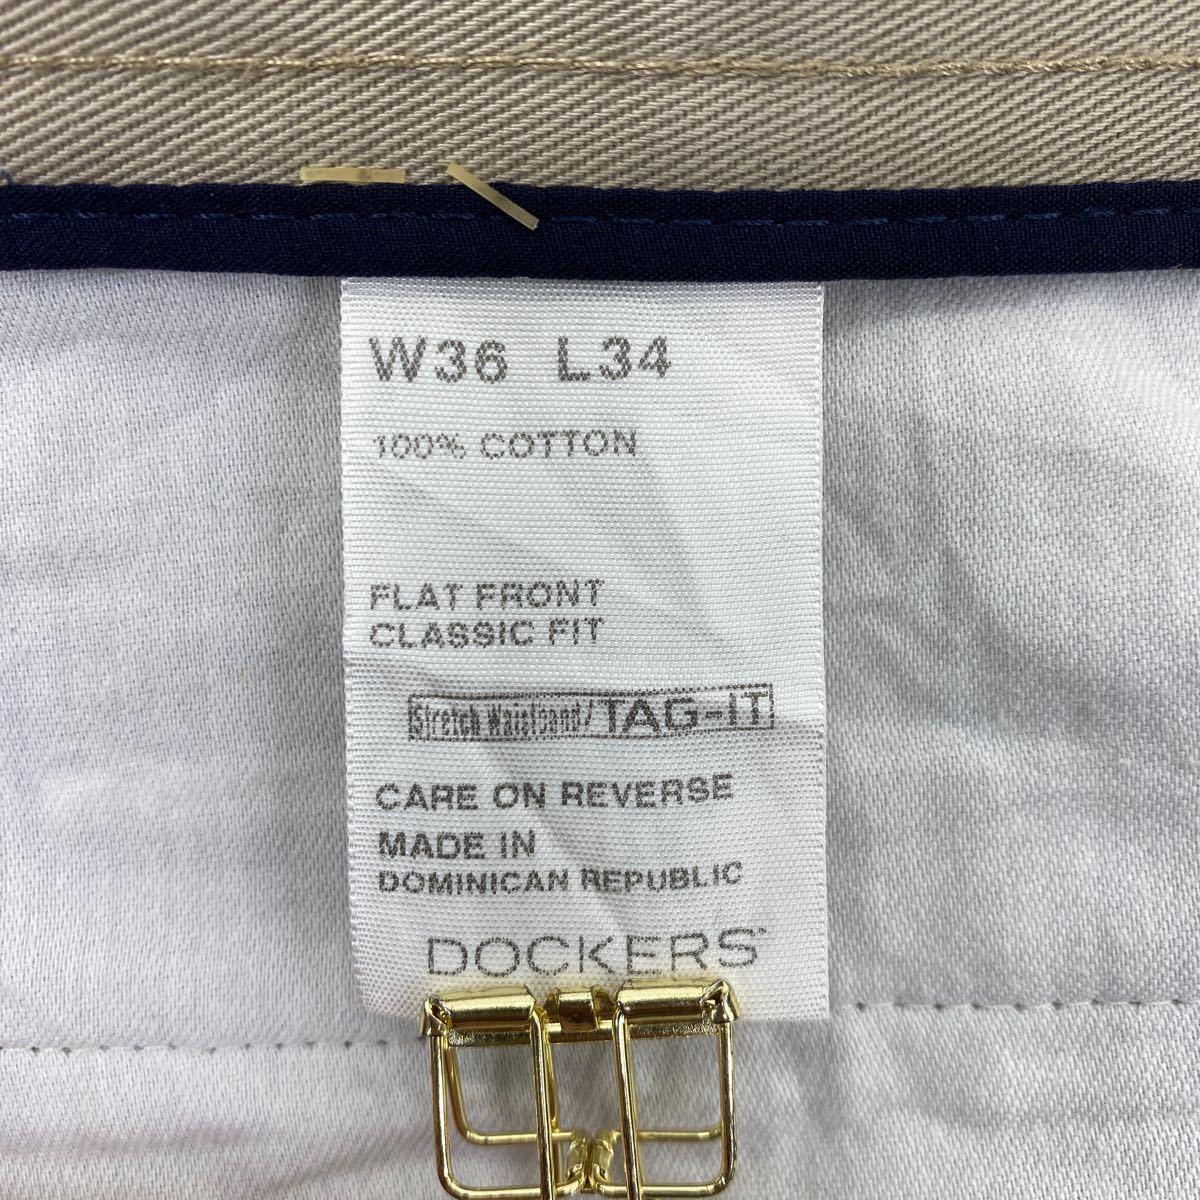 W36 L34
100% COTTON
FLAT FRONT
CLASSIC FIT
Stretch Waistband/TAG-IT
CARE ON REVERSE
MADE IN
DOMINICAN REPUBLIC
DOCKERS™